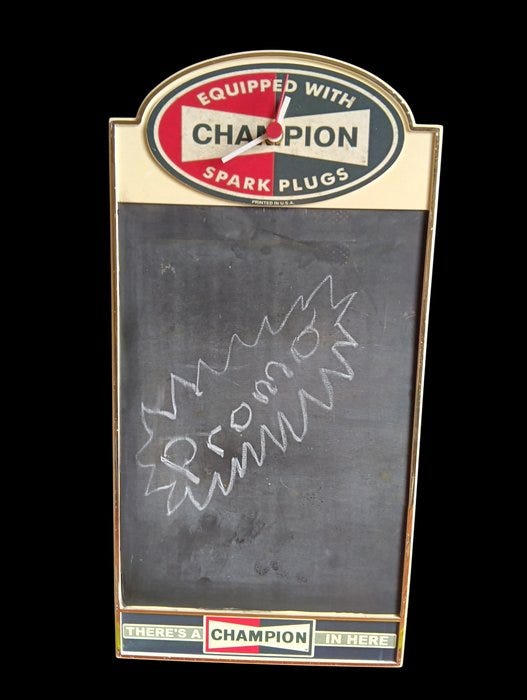 EQUIPPED WITH
CHAMPION
SPARK PLUGS
PRINTED IN U.S.A.
Promo
THERE'S A CHAMPION IN HERE